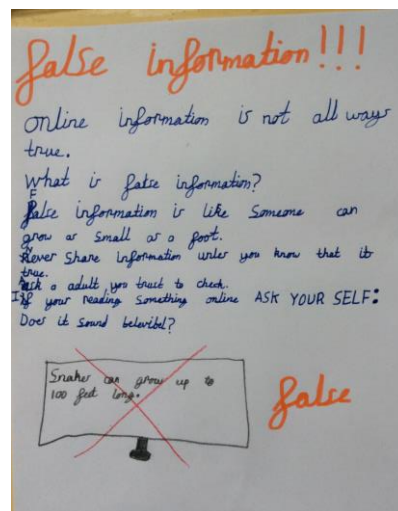 false information!!!
online information is not all ways
true.
What is false information?
False information is like someone can
grow as small as a foot.
Never share information unles you know that it
true.
Ask a adult you trust to check.
If your reading something online ASK YOUR SELF:
Does it sound belevibel?
Snakes can grow up to
100 feet long.
false